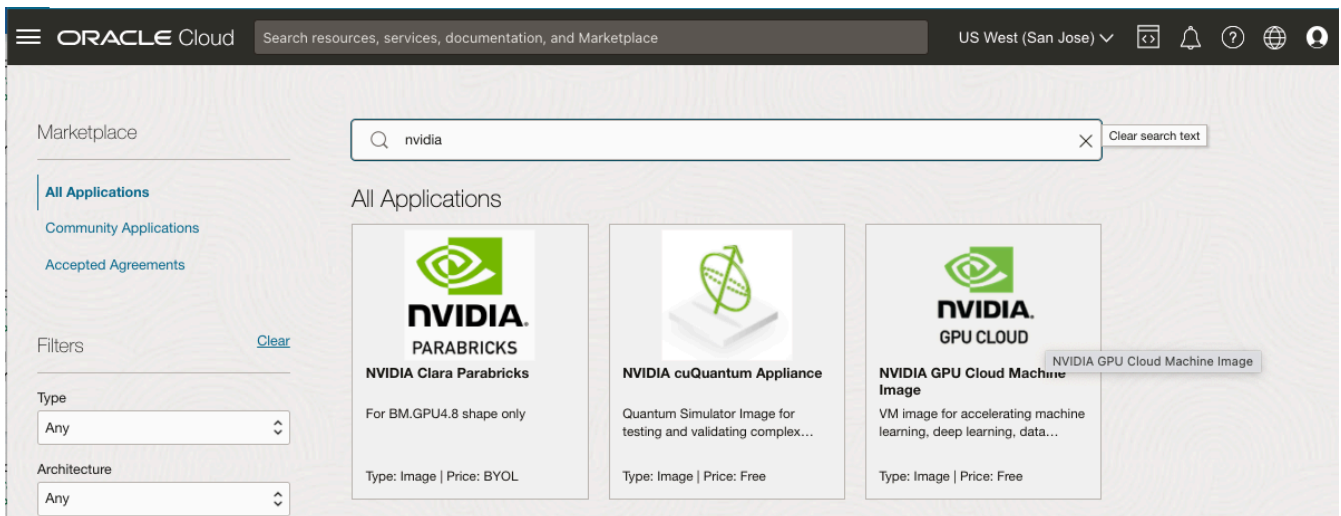 ORACLE Cloud
Search resources, services, documentation, and Marketplace
US West (San Jose)
Marketplace
All Applications
Community Applications
Accepted Agreements
Filters
Clear
Type
Any
Architecture
Any
nvidia
Clear search text
All Applications
NVIDIA.
PARABRICKS
NVIDIA Clara Parabricks
For BM.GPU4.8 shape only
Type: Image | Price: BYOL
NVIDIA cuQuantum Appliance
Quantum Simulator Image for
testing and validating complex...
Type: Image | Price: Free
NVIDIA.
GPU CLOUD
NVIDIA GPU Cloud Machine
Image
VM image for accelerating machine
learning, deep learning, data...
Type: Image | Price: Free
NVIDIA GPU Cloud Machine Image